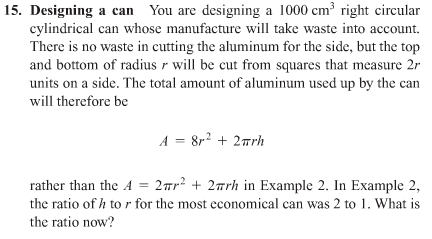 15. Designing a can You are designing a 1000 cm³ right circular
cylindrical can whose manufacture will take waste into account.
There is no waste in cutting the aluminum for the side, but the top
and bottom of radius r will be cut from squares that measure 2r
units on a side. The total amount of aluminum used up by the can
will therefore be
A = 8r² + 2πrh
rather than the A = 2πr² + 2πrh in Example 2. In Example 2,
the ratio of h to r for the most economical can was 2 to 1. What is
the ratio now?